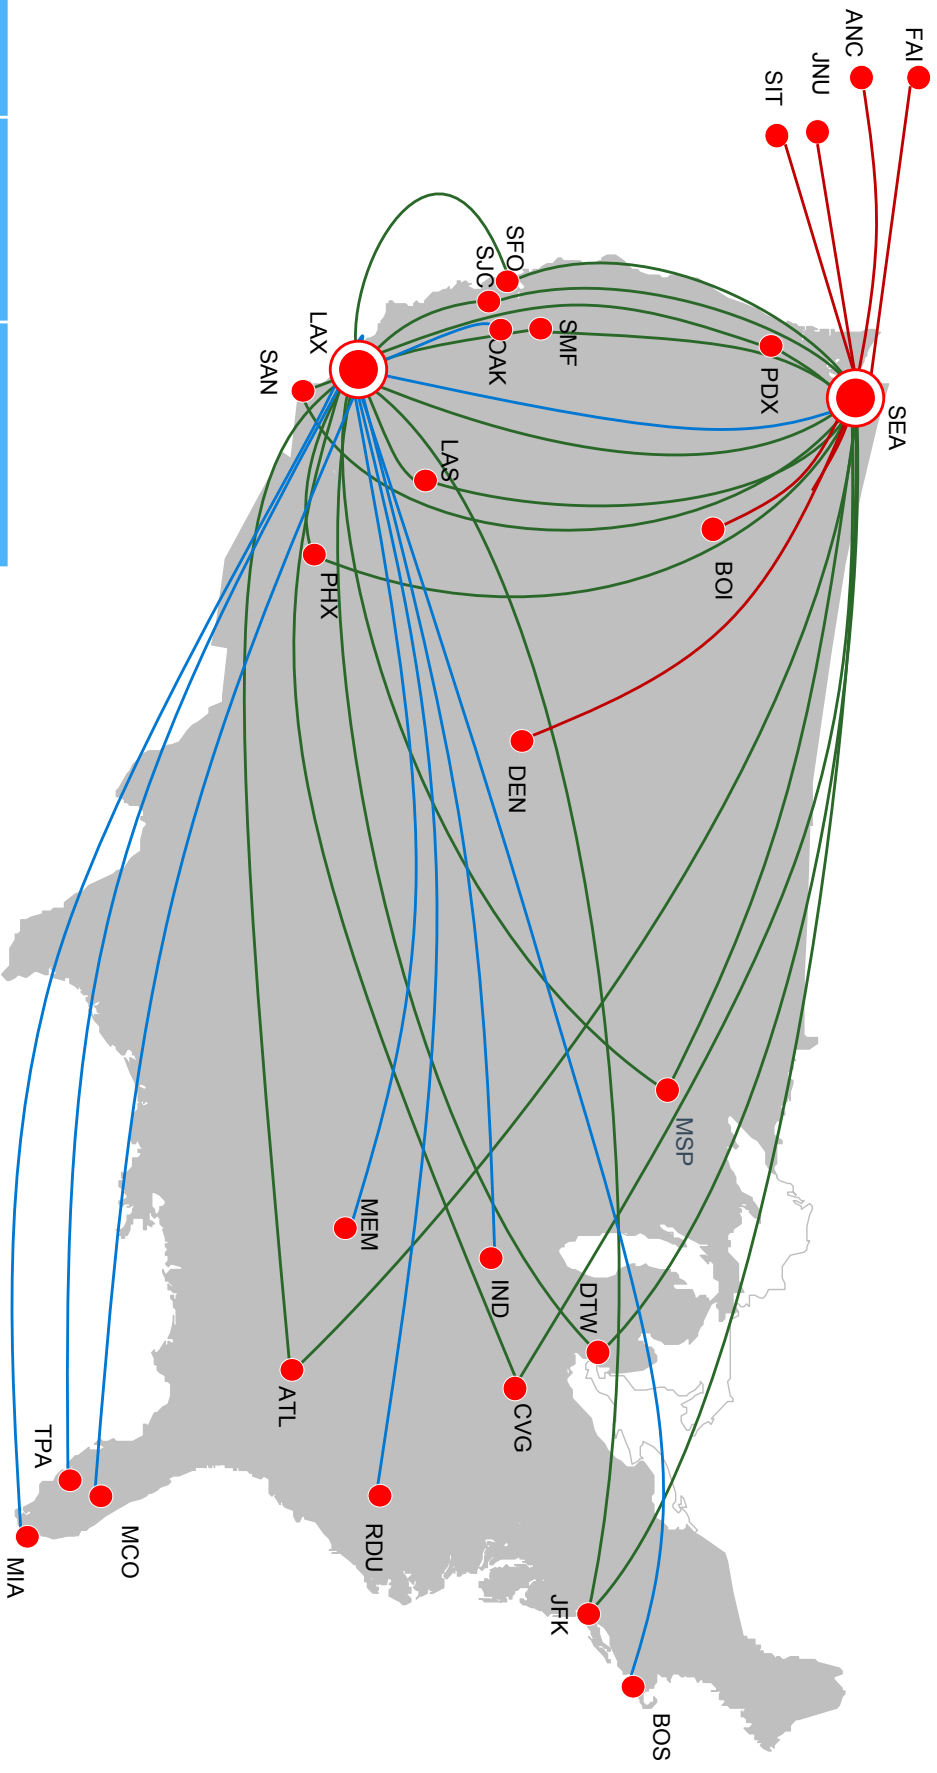 FAI
ANC
JNU
SIT
SEA
PDX
SFO
SJC
OAK
SMF
LAX
SAN
LAS
BOI
PHX
DEN
MSP
MEM
IND
DTW
ATL
CVG
TPA
MCO
MIA
RDU
JFK
BOS